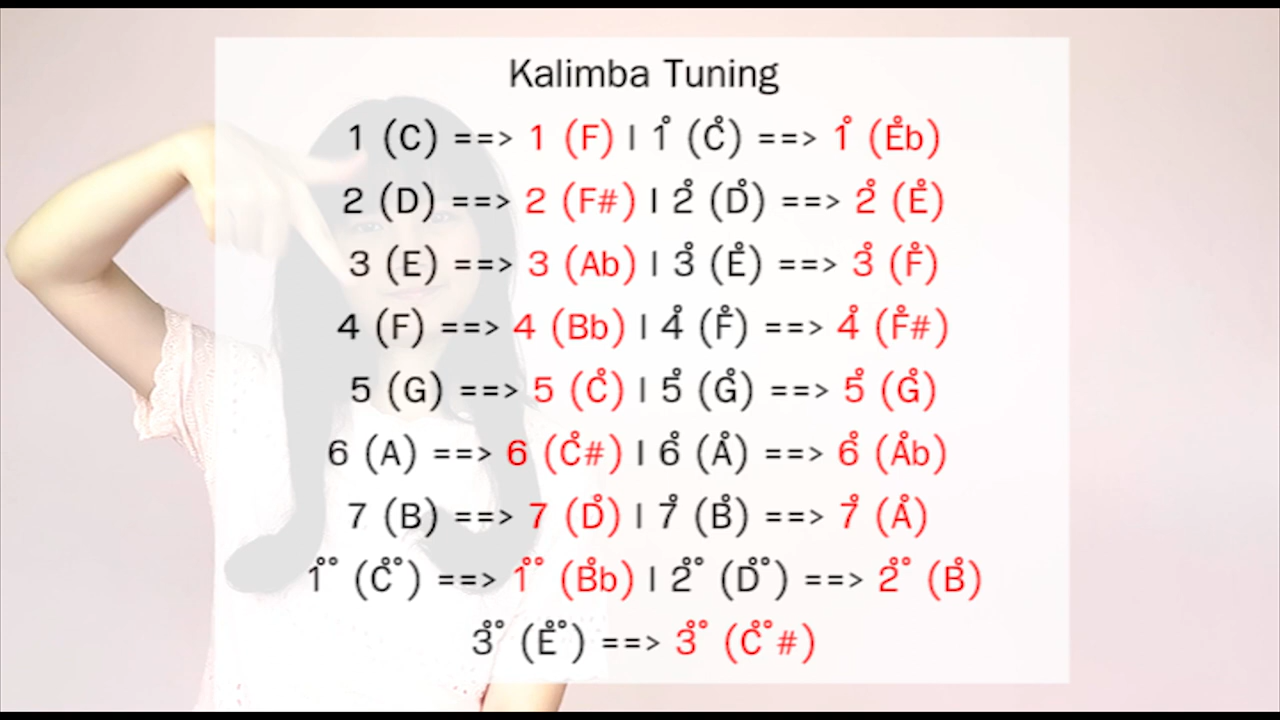 Kalimba Tuning
1 (C) ==> 1 (F) | 1̊ (C̊) ==> 1̊ (E̊b)
2 (D) ==> 2 (F#) | 2̊ (D̊) ==> 2̊ (E̊)
3 (E) ==> 3 (Ab) | 3̊ (E̊) ==> 3̊ (F̊)
4 (F) ==> 4 (Bb) | 4̊ (F̊) ==> 4̊ (F̊#)
5 (G) ==> 5 (C̊) | 5̊ (G̊) ==> 5̊ (G̊)
6 (A) ==> 6 (C̊#) | 6̊ (Å) ==> 6̊ (Åb)
7 (B) ==> 7 (D̊) | 7̊ (B̊) ==> 7̊ (Å)
1̊° (C̊°) ==> 1̊° (B̊b) | 2̊° (D̊°) ==> 2̊° (B̊)
3̊° (E̊°) ==> 3̊° (C̊°#)